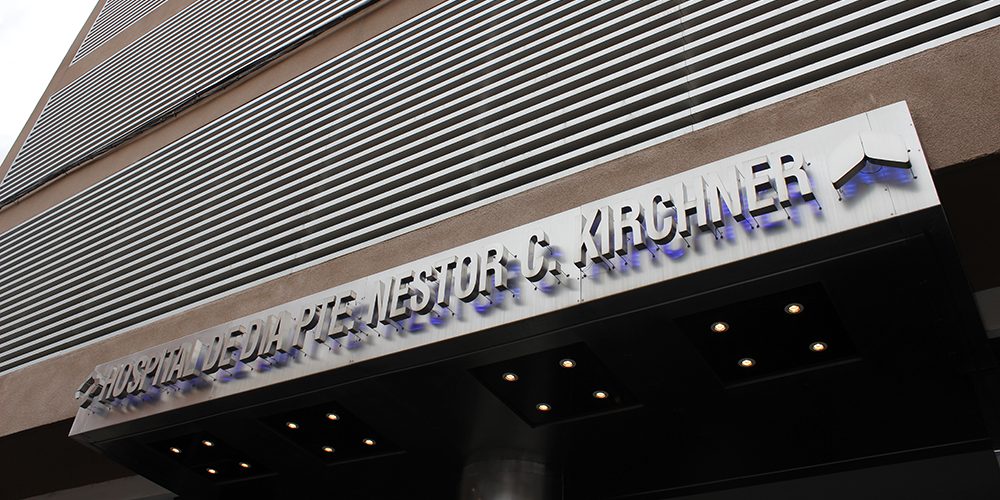 HOSPITAL DE DIA PTE. NESTOR C. KIRCHNER